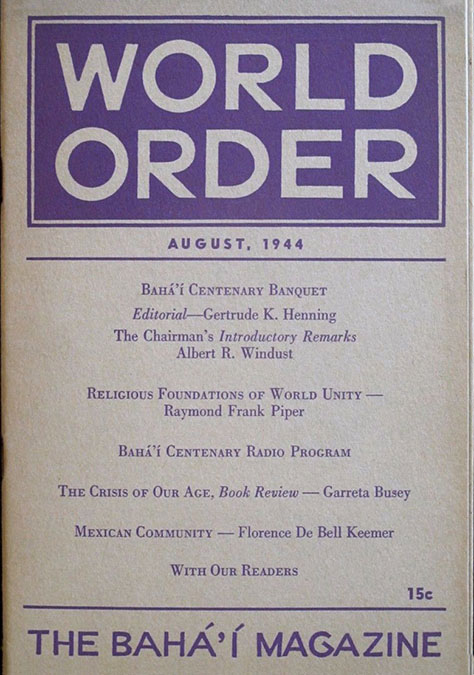 WORLD
ORDER
AUGUST, 1944
BAHÁ'Í CENTENARY BANQUET
Editorial—Gertrude K. Henning
The Chairman's Introductory Remarks
Albert R. Windust
RELIGIOUS FOUNDATIONS OF WORLD UNITY —
Raymond Frank Piper
BAHÁ'Í CENTENARY RADIO PROGRAM
THE CRISIS OF OUR AGE, Book Review — Garreta Busey
MEXICAN COMMUNITY — Florence De Bell Keemer
WITH OUR READERS
15c
THE BAHÁ'Í MAGAZINE